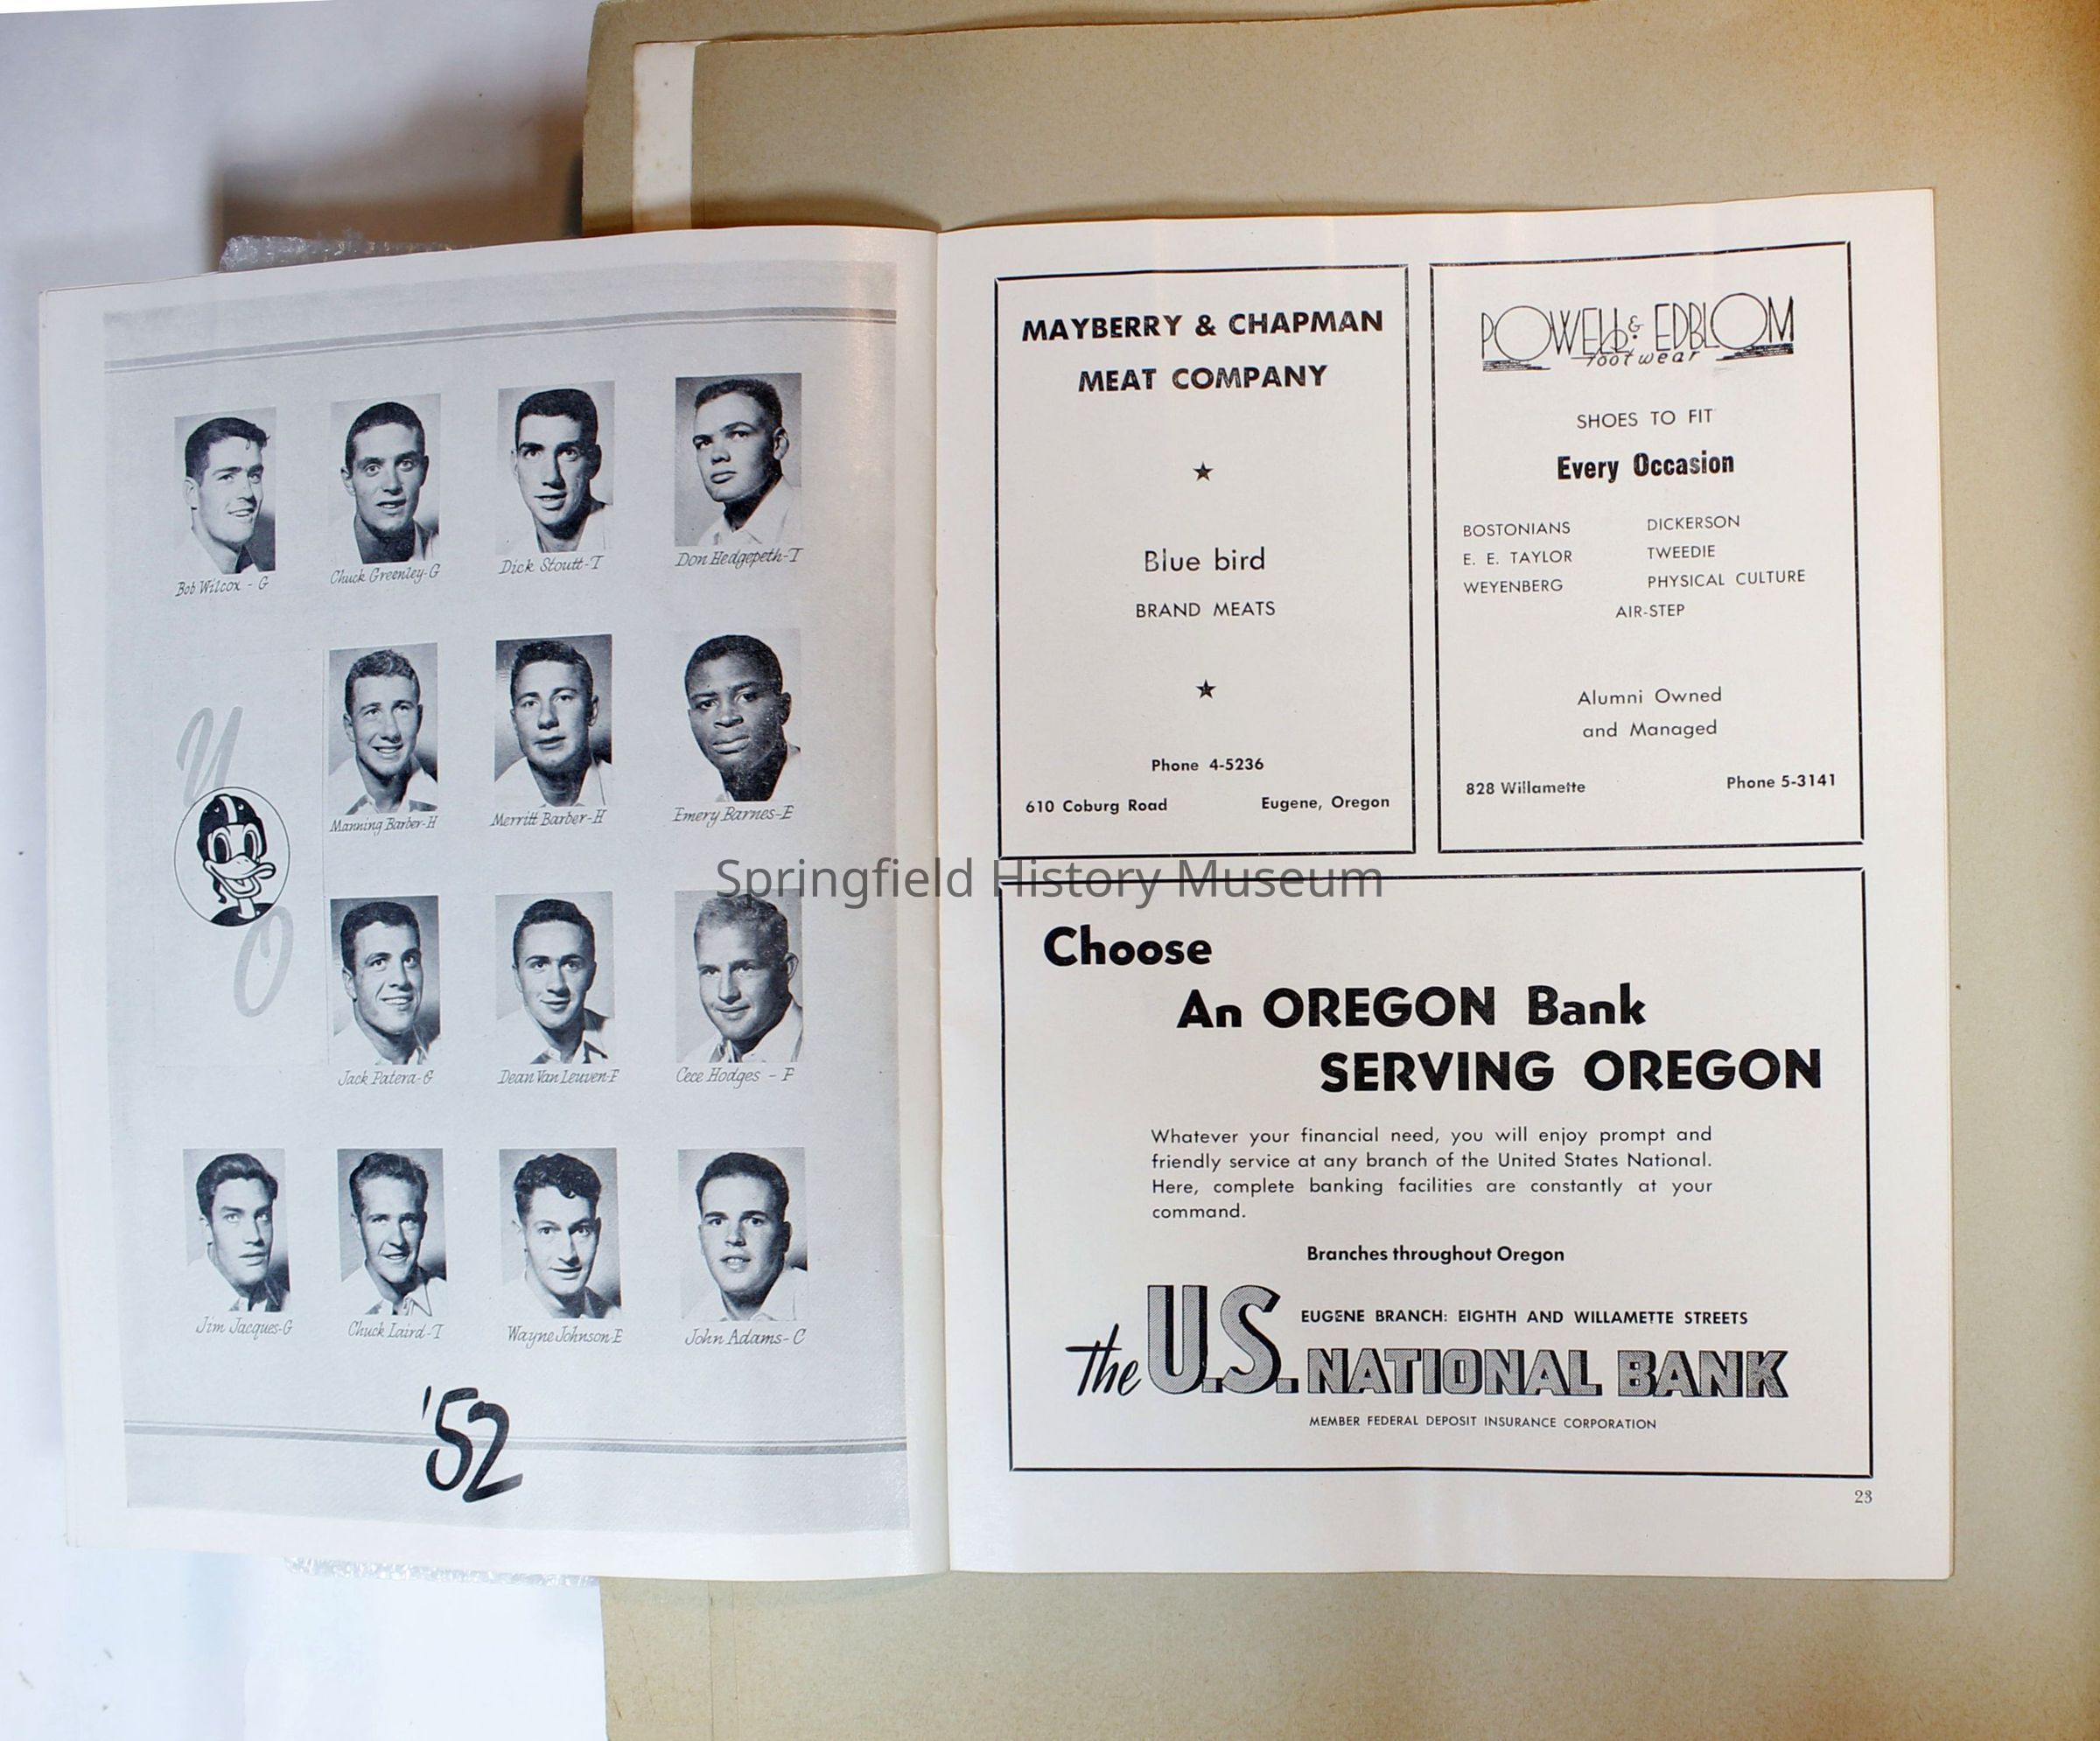 Bob Wilcox - G
Chuck Greenley-G
Dick Stoutt-T
Don Hedgepeth-T
U
O
Manning Barber-H
Merritt Barber-H
Emery Barnes-E
Jack Patera-G
Dean Van Leuven-F
Cece Hodges - F
Jim Jacques-G
Chuck Laird-T
Wayne Johnson-E
John Adams-C
'52
MAYBERRY & CHAPMAN
MEAT COMPANY
Blue bird
BRAND MEATS
Phone 4-5236
610 Coburg Road Eugene, Oregon
POWELL & EDBLOM
footwear
SHOES TO FIT
Every Occasion
BOSTONIANS DICKERSON
E. E. TAYLOR TWEEDIE
WEYENBERG PHYSICAL CULTURE
AIR-STEP
Alumni Owned
and Managed
828 Willamette Phone 5-3141
Springfield History Museum
Choose
An OREGON Bank
SERVING OREGON
Whatever your financial need, you will enjoy prompt and
friendly service at any branch of the United States National.
Here, complete banking facilities are constantly at your
command.
Branches throughout Oregon
EUGENE BRANCH: EIGHTH AND WILLAMETTE STREETS
the U.S. NATIONAL BANK
MEMBER FEDERAL DEPOSIT INSURANCE CORPORATION
23